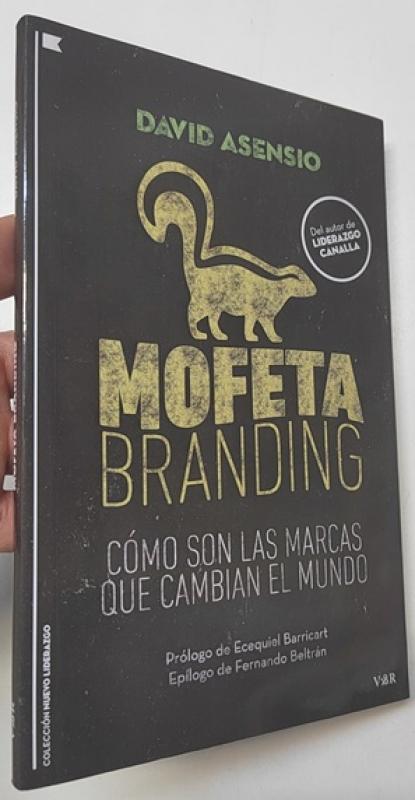 DAVID ASENSIO
Del autor de
LIDERAZGO
CANALLA
MOFETA
BRANDING
CÓMO SON LAS MARCAS
QUE CAMBIAN EL MUNDO
Prólogo de Ecequiel Barricart
Epílogo de Fernando Beltrán
V&R
COLECCIÓN NUEVO LIDERAZGO